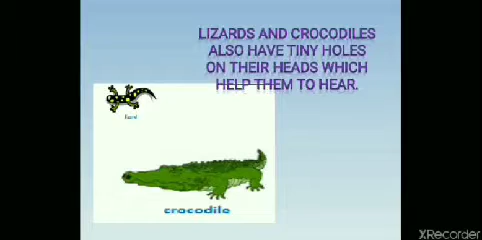 LIZARDS AND CROCODILES
ALSO HAVE TINY HOLES
ON THEIR HEADS WHICH
HELP THEM TO HEAR.
crocodile
XRecorder